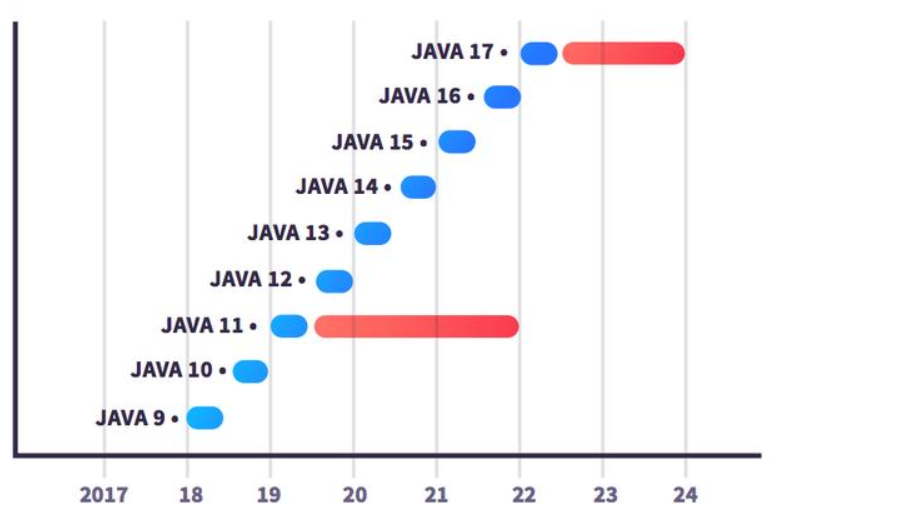 JAVA 17 •
JAVA 16 •
JAVA 15 •
JAVA 14 •
JAVA 13 •
JAVA 12 •
JAVA 11 •
JAVA 10 •
JAVA 9 •
2017 18 19 20 21 22 23 24